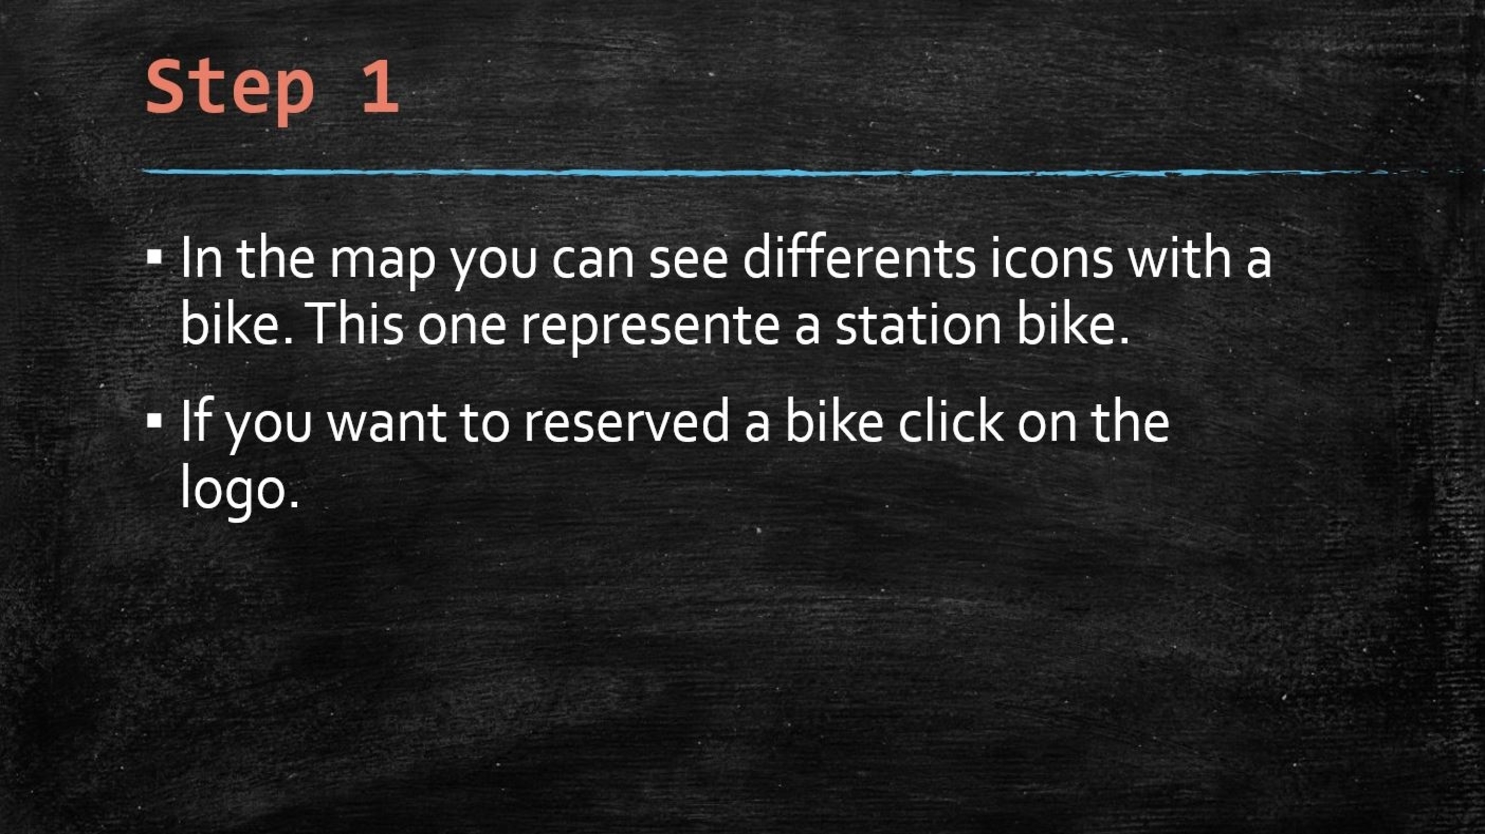 Step 1
▪ In the map you can see differents icons with a
bike. This one represente a station bike.
▪ If you want to reserved a bike click on the
logo.